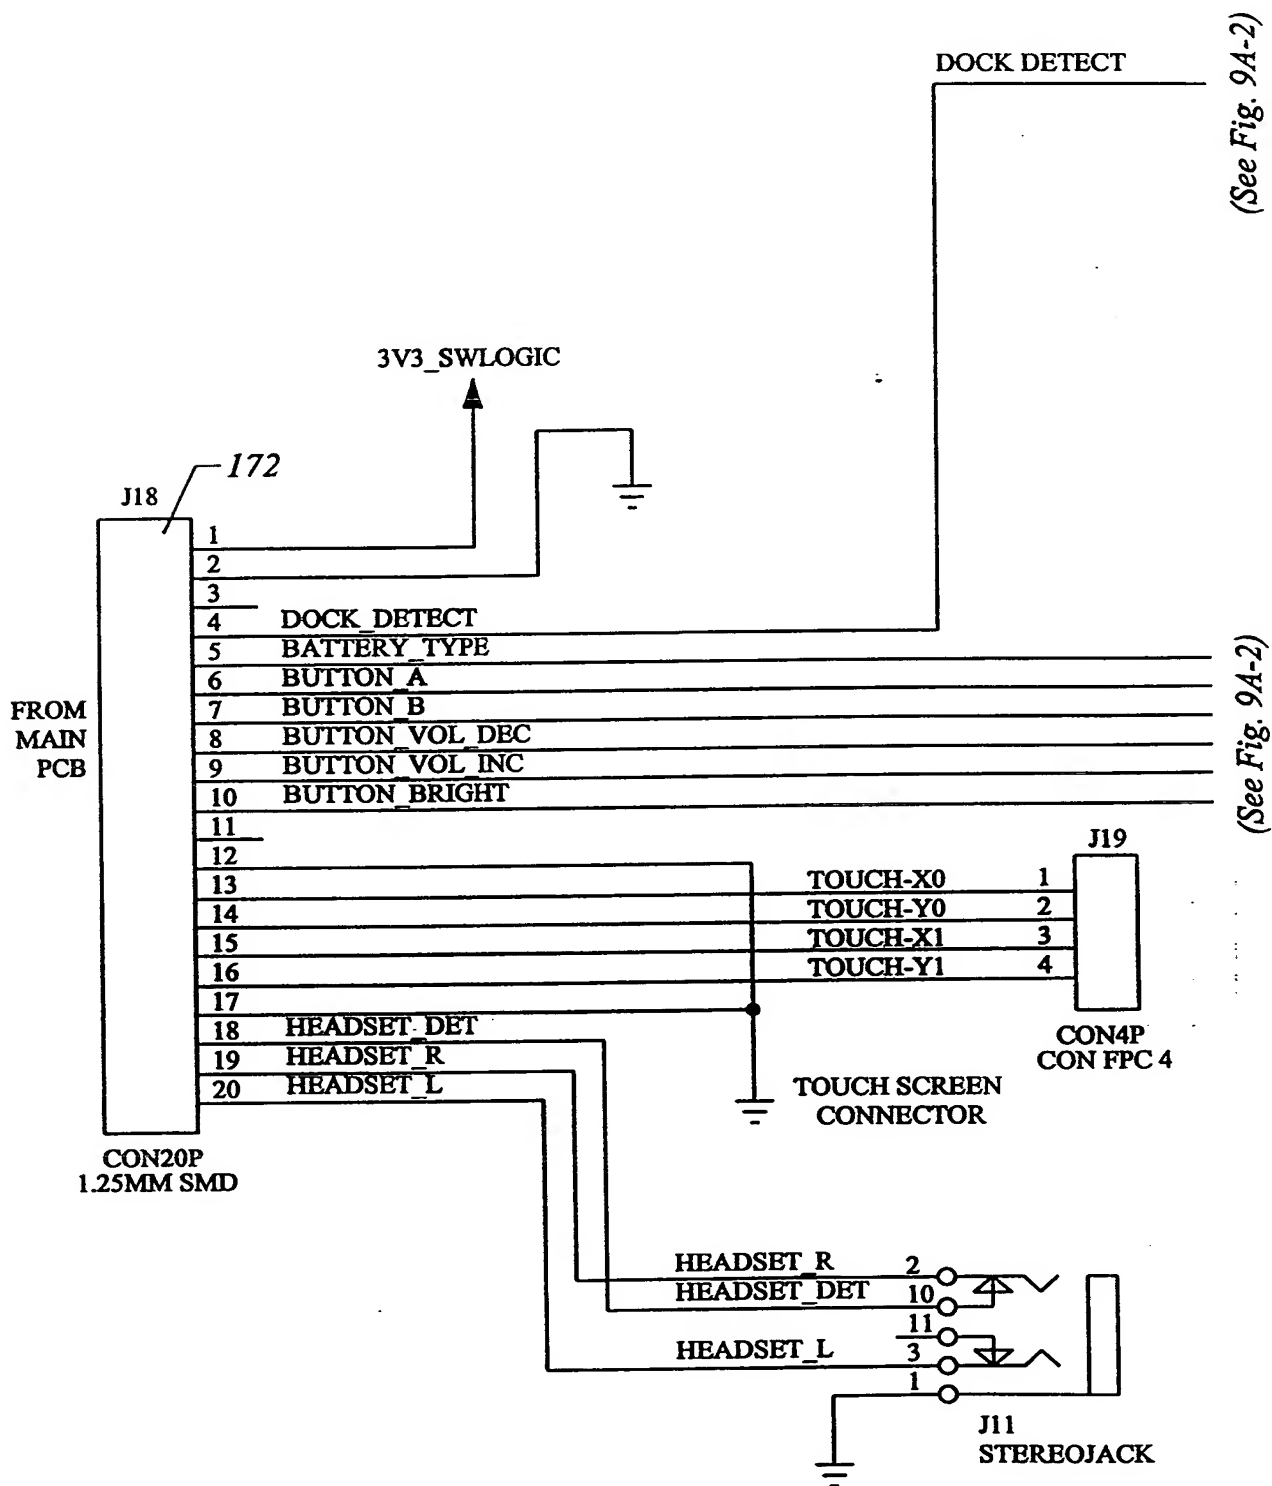 DOCK DETECT
(See Fig. 9A-2)
3V3_SWLOGIC
172
J18
1
2
3
4 DOCK_DETECT
5 BATTERY_TYPE
6 BUTTON_A
7 BUTTON_B
8 BUTTON_VOL_DEC
9 BUTTON_VOL_INC
10 BUTTON_BRIGHT
11
12
13
14
15
16
17
18 HEADSET_DET
19 HEADSET_R
20 HEADSET_L
FROM
MAIN
PCB
(See Fig. 9A-2)
CON20P
1.25MM SMD
J19
TOUCH-X0 1
TOUCH-Y0 2
TOUCH-X1 3
TOUCH-Y1 4
CON4P
CON FPC 4
TOUCH SCREEN
CONNECTOR
HEADSET_R 2
HEADSET_DET 10
11
HEADSET_L 3
1
J11
STEREOJACK